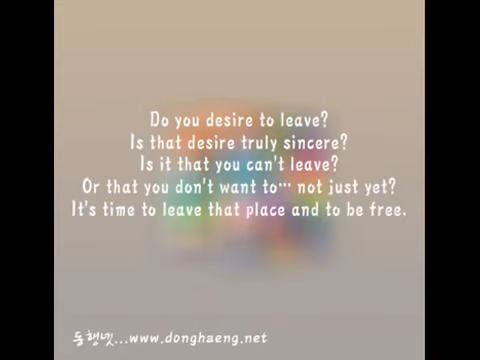 Do you desire to leave?
Is that desire truly sincere?
Is it that you can't leave?
Or that you don't want to… not just yet?
It's time to leave that place and to be free.
동행넷...www.donghaeng.net